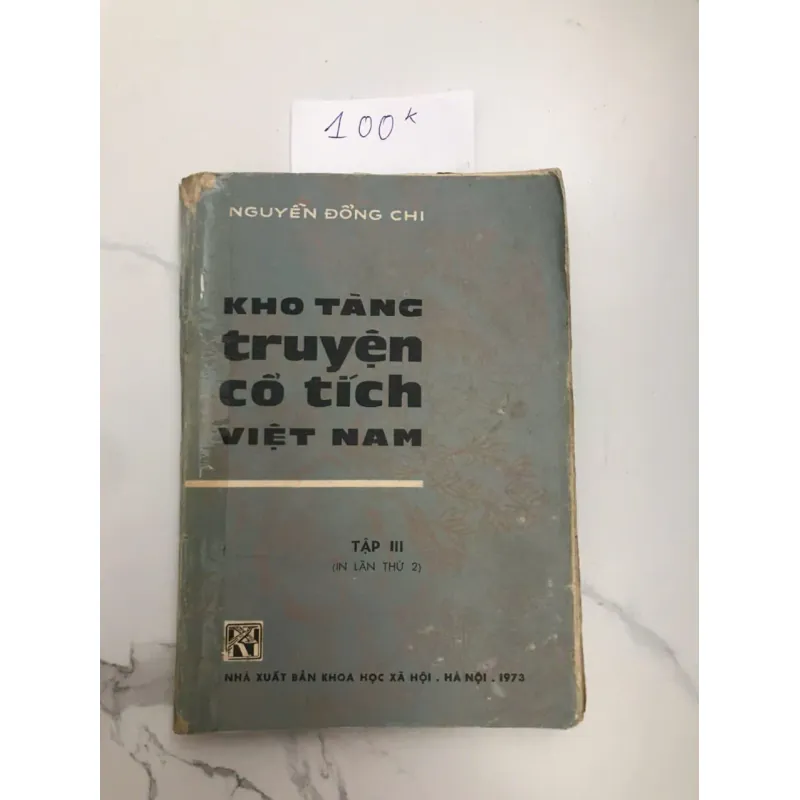 100k
NGUYỄN ĐỔNG CHI
KHO TÀNG
truyện
cổ tích
VIỆT NAM
TẬP III
(IN LẦN THỨ 2)
NHÀ XUẤT BẢN KHOA HỌC XÃ HỘI . HÀ NỘI . 1973